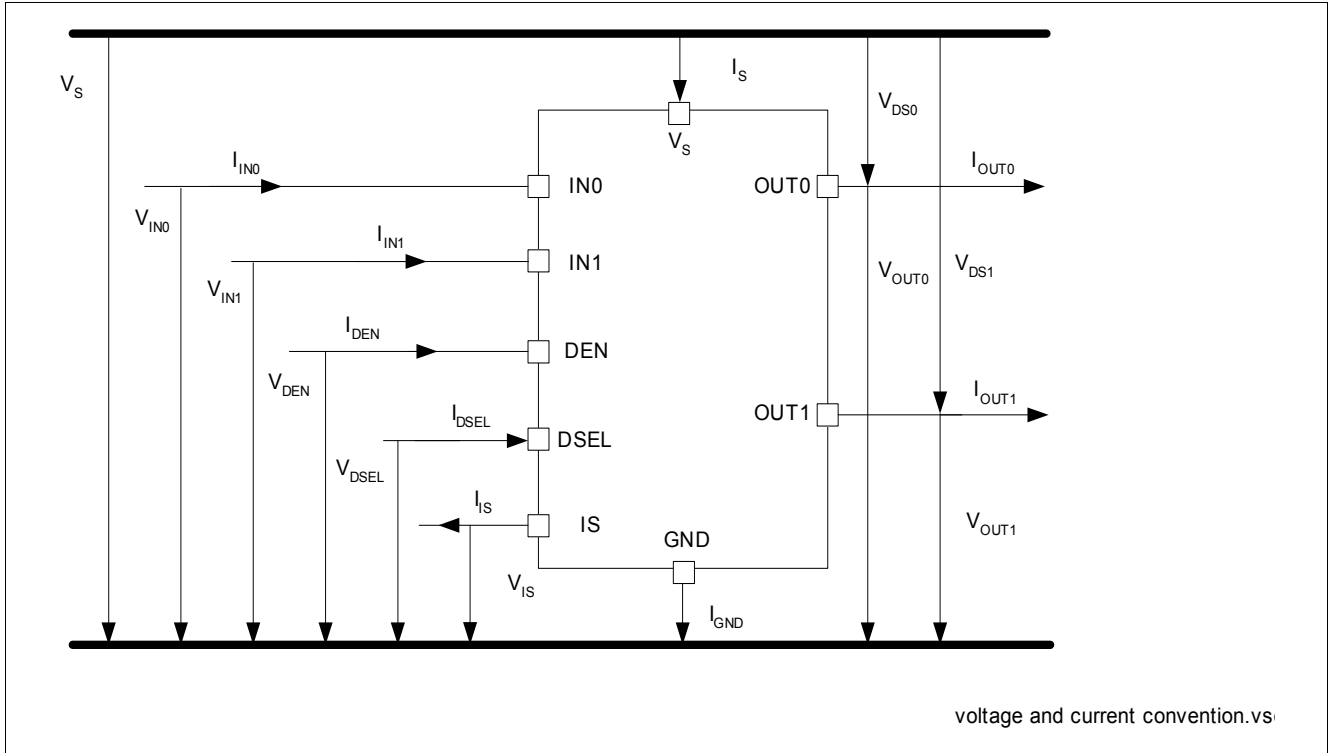 V_S
I_S
V_DS0
V_S
I_IN0
IN0
OUT0
I_OUT0
V_IN0
I_IN1
IN1
V_IN1
V_OUT0
V_DS1
I_DEN
DEN
V_DEN
I_DSEL
DSEL
OUT1
I_OUT1
V_DSEL
I_IS
IS
GND
V_OUT1
V_IS
I_GND
voltage and current convention.vs